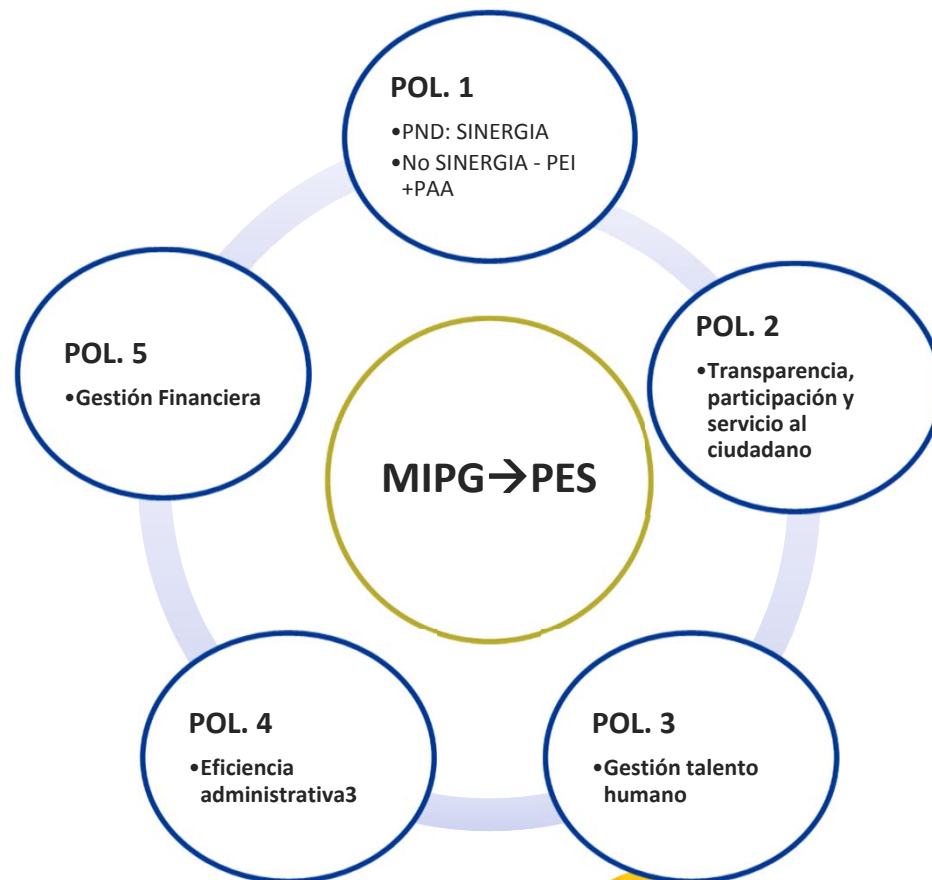 POL. 1
•PND: SINERGIA
•No SINERGIA - PEI
+PAA
POL. 2
•Transparencia,
participación y
servicio al
ciudadano
POL. 3
•Gestión talento
humano
POL. 4
•Eficiencia
administrativa3
POL. 5
•Gestión Financiera
MIPG→PES